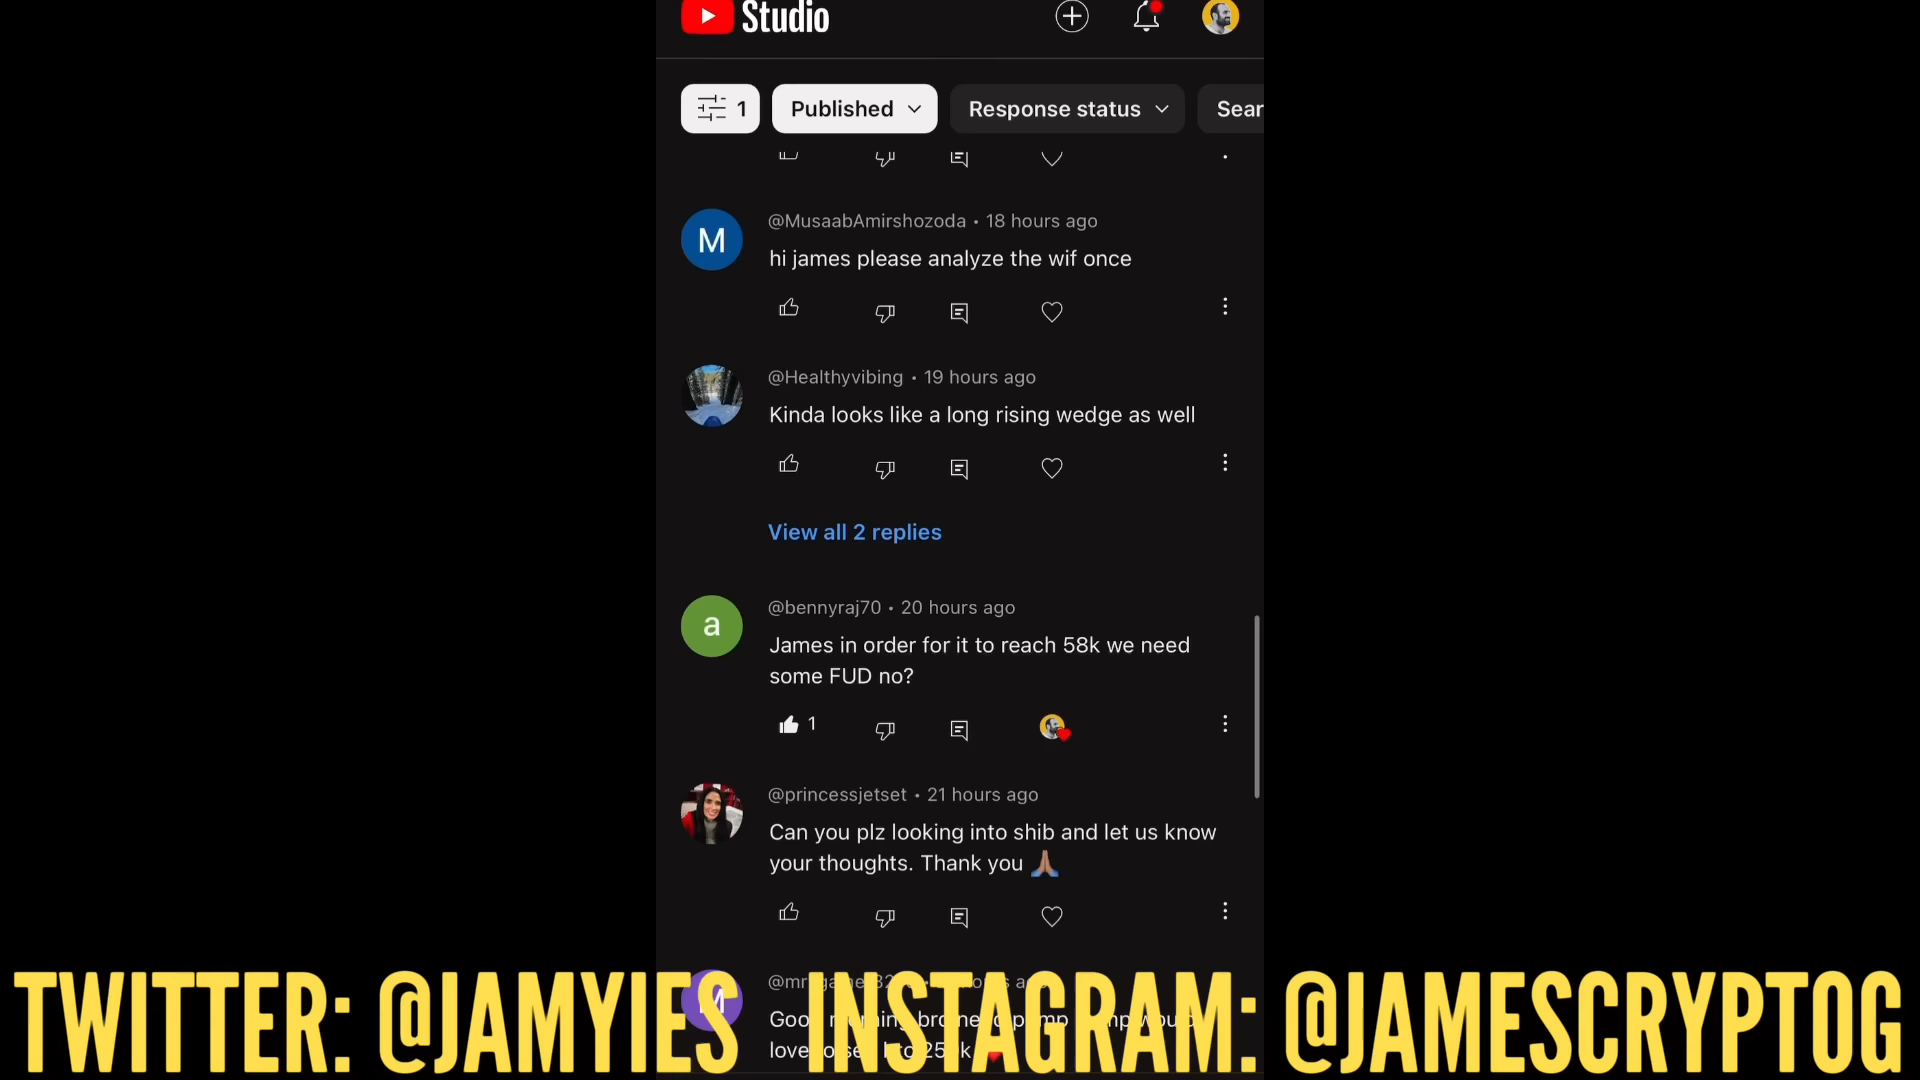 Studio
1
Published
Response status
Sear
M
@MusaabAmirshozoda • 18 hours ago
hi james please analyze the wif once
@Healthyvibing • 19 hours ago
Kinda looks like a long rising wedge as well
View all 2 replies
a
@bennyraj70 • 20 hours ago
James in order for it to reach 58k we need
some FUD no?
1
@princessjetset • 21 hours ago
Can you plz looking into shib and let us know
your thoughts. Thank you 🙏🏽
TWITTER: @JAMYIES INSTAGRAM: @JAMESCRYPTOG